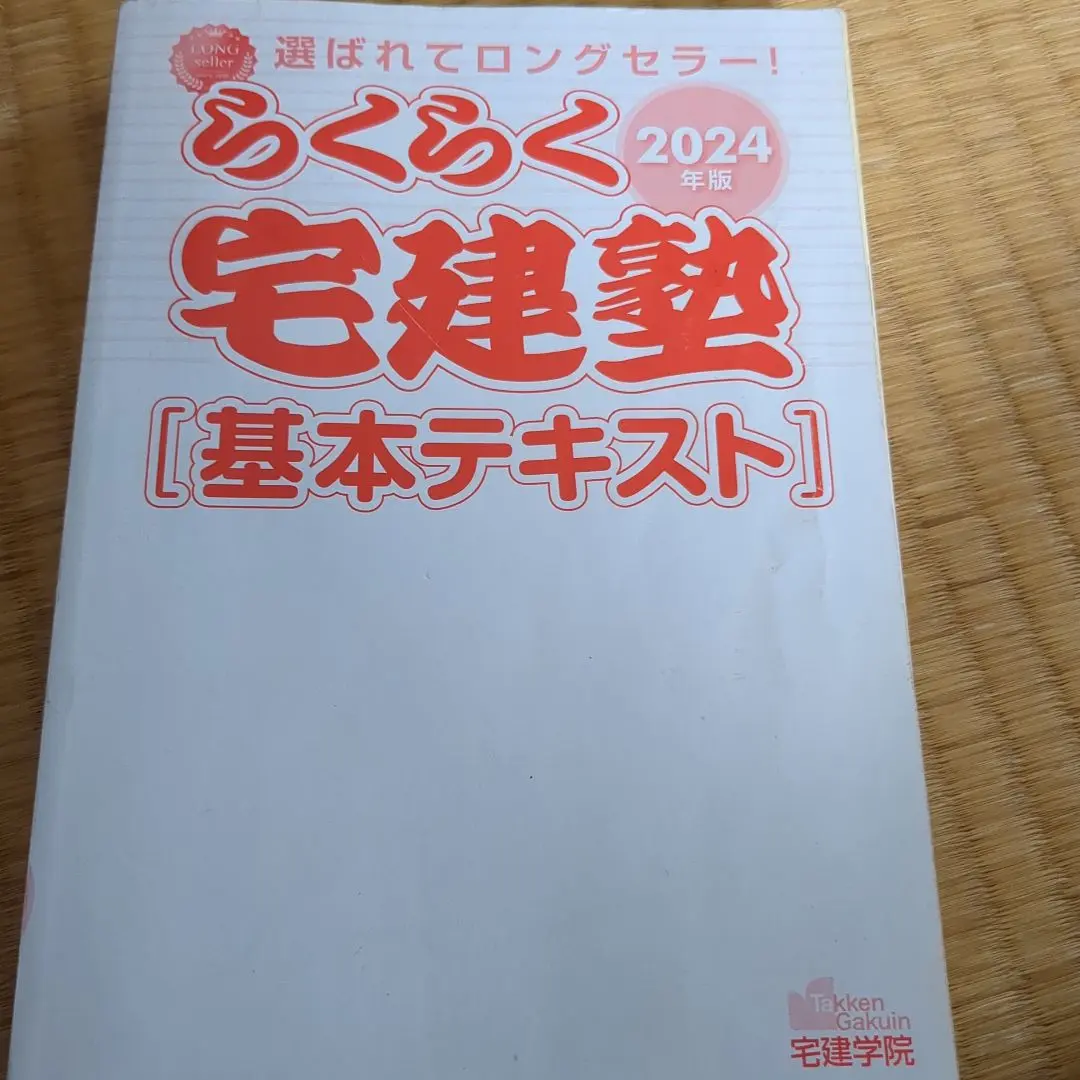 LONG
seller
選ばれてロングセラー!
らくらく
2024
年版
宅建塾
[基本テキスト]
Takken
Gakuin
宅建学院